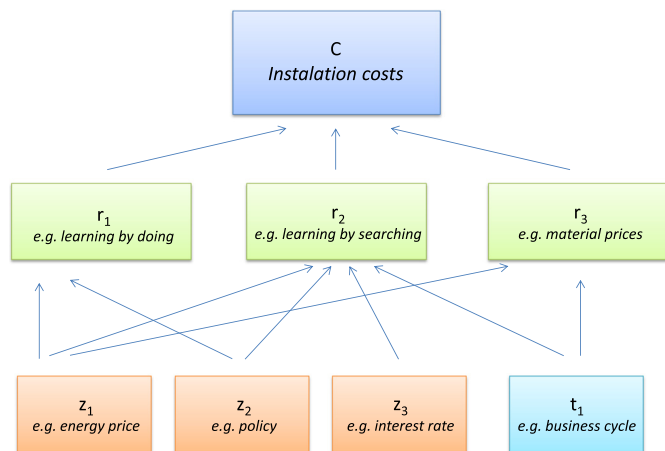 C
Instalation costs
r₁
e.g. learning by doing
r₂
e.g. learning by searching
r₃
e.g. material prices
z₁
e.g. energy price
z₂
e.g. policy
z₃
e.g. interest rate
t₁
e.g. business cycle